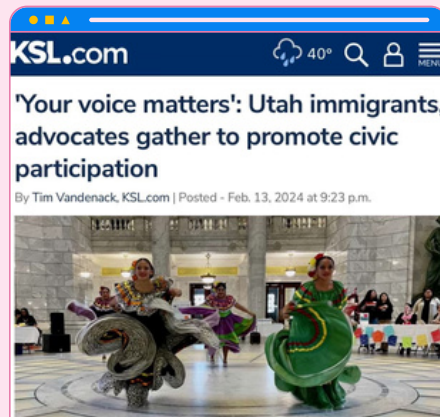 KSL.com
40°
MENU
'Your voice matters': Utah immigrants,
advocates gather to promote civic
participation
By Tim Vandenack, KSL.com | Posted - Feb. 13, 2024 at 9:23 p.m.